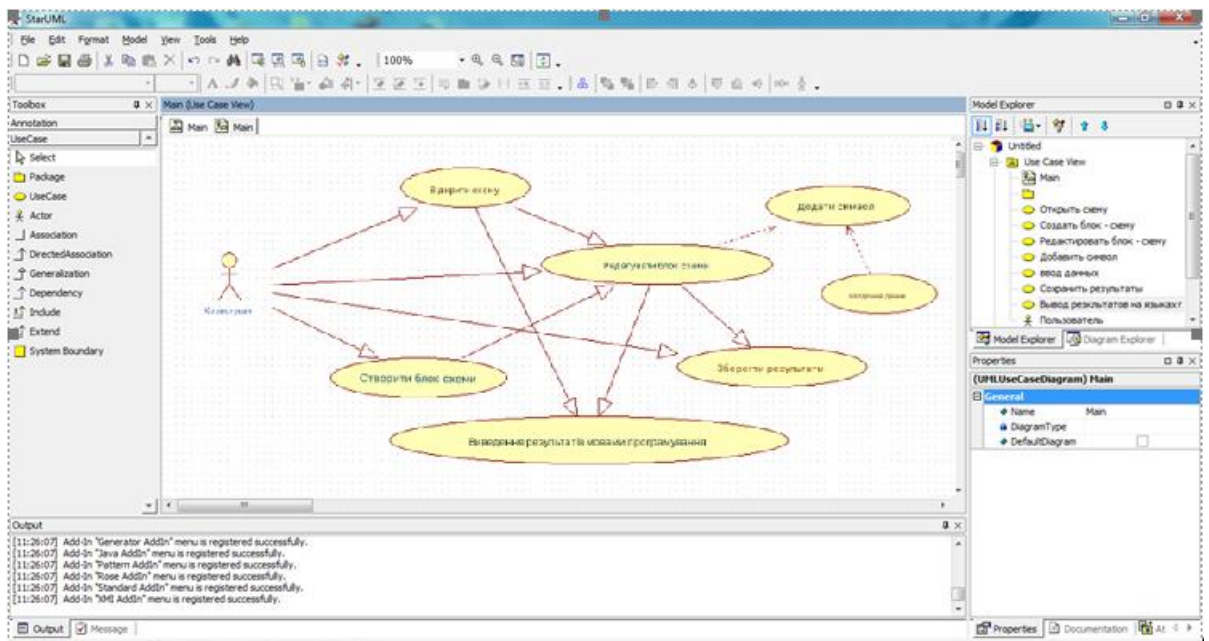 StarUML
File Edit Format Model View Tools Help
100%
Toolbox
Annotation
UseCase
Select
Package
UseCase
Actor
Association
DirectedAssociation
Generalization
Dependency
Include
Extend
System Boundary
Main (Use Case View)
Main Main
Додати символ
Редагувати блок схеми
Створити блок схеми
Зберегти результати
Виведення результатів мовами програмування
Model Explorer
Untitled
Use Case View
Main
Открыть схему
Создать блок - схему
Редактировать блок - схему
Добавить символ
ввод данных
Сохранить результаты
Вывод
на языках
Пользователь
Model Explorer Diagram Explorer
Properties
(UMLUseCaseDiagram) Main
General
Name Main
DiagramType
DefaultDiagram
Output
[11:26:07] Add-In "Generator AddIn" menu is registered successfully.
[11:26:07] Add-In "Java AddIn" menu is registered successfully.
[11:26:07] Add-In "Pattern AddIn" menu is registered successfully.
[11:26:07] Add-In "Rose AddIn" menu is registered successfully.
[11:26:07] Add-In "Standard AddIn" menu is registered successfully.
[11:26:07] Add-In "XMI AddIn" menu is registered successfully.
Output Message
Properties Documentation At